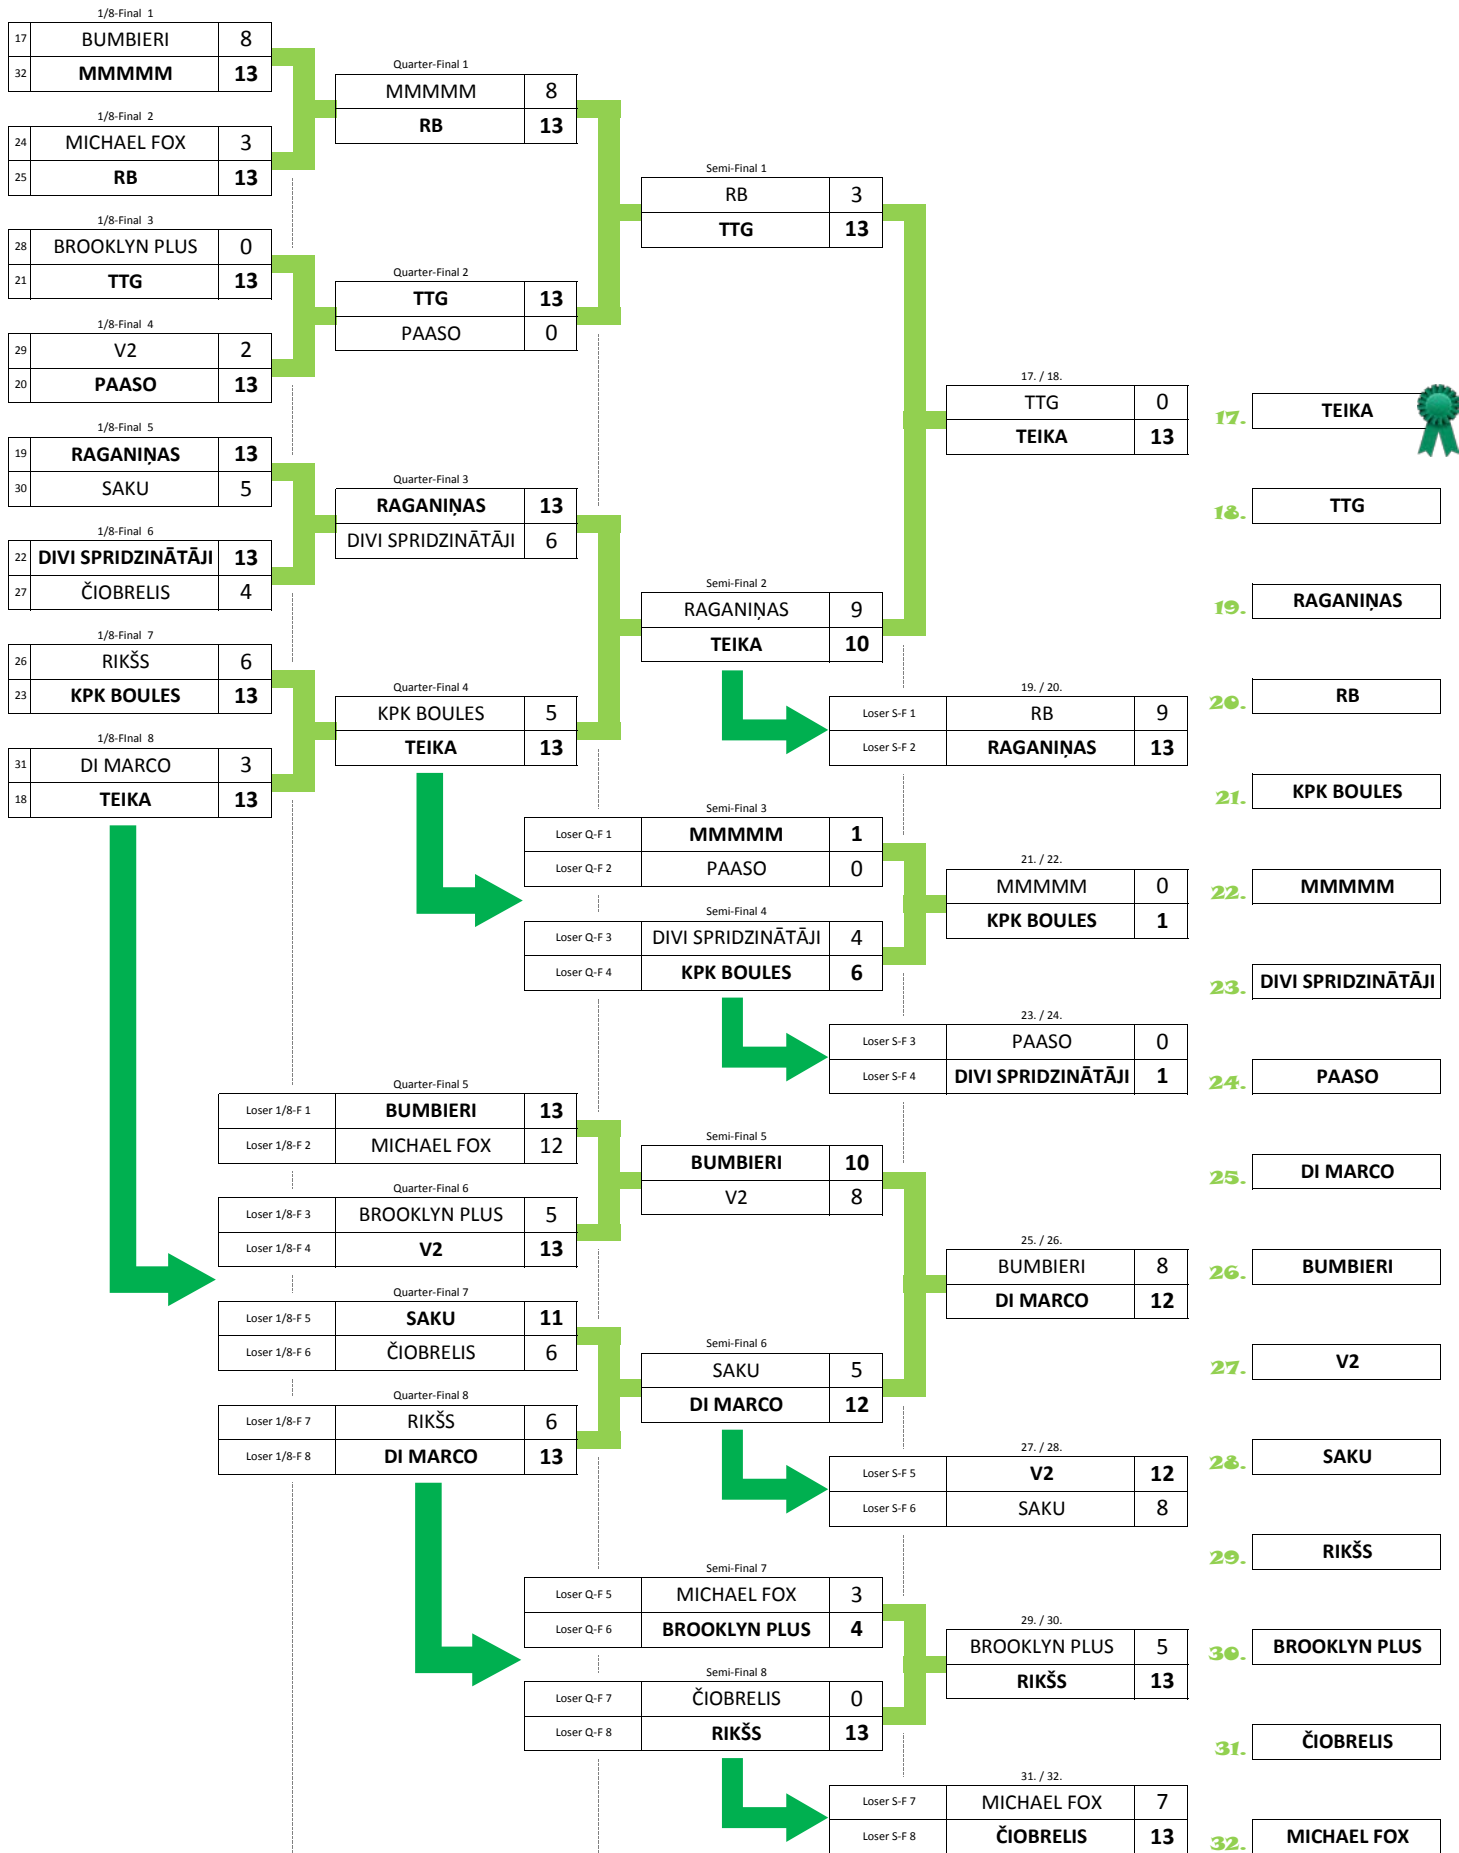 1/8-Final 1
17 BUMBIERI 8
32 MMMMM 13
1/8-Final 2
24 MICHAEL FOX 3
25 RB 13
1/8-Final 3
28 BROOKLYN PLUS 0
21 TTG 13
1/8-Final 4
29 V2 2
20 PAASO 13
1/8-Final 5
19 RAGANIŅAS 13
30 SAKU 5
1/8-Final 6
22 DIVI SPRIDZINĀTĀJI 13
27 ČIOBRELIS 4
1/8-Final 7
26 RIKŠS 6
23 KPK BOULES 13
1/8-FInal 8
31 DI MARCO 3
18 TEIKA 13
Quarter-Final 1
MMMMM 8
RB 13
Quarter-Final 2
TTG 13
PAASO 0
Quarter-Final 3
RAGANIŅAS 13
DIVI SPRIDZINĀTĀJI 6
Quarter-Final 4
KPK BOULES 5
TEIKA 13
Semi-Final 1
RB 3
TTG 13
Semi-Final 2
RAGANIŅAS 9
TEIKA 10
17. / 18.
TTG 0
TEIKA 13
19. / 20.
Loser S-F 1 RB 9
Loser S-F 2 RAGANIŅAS 13
Semi-Final 3
Loser Q-F 1 MMMMM 1
Loser Q-F 2 PAASO 0
Semi-Final 4
Loser Q-F 3 DIVI SPRIDZINĀTĀJI 4
Loser Q-F 4 KPK BOULES 6
21. / 22.
MMMMM 0
KPK BOULES 1
23. / 24.
Loser S-F 3 PAASO 0
Loser S-F 4 DIVI SPRIDZINĀTĀJI 1
Quarter-Final 5
Loser 1/8-F 1 BUMBIERI 13
Loser 1/8-F 2 MICHAEL FOX 12
Quarter-Final 6
Loser 1/8-F 3 BROOKLYN PLUS 5
Loser 1/8-F 4 V2 13
Quarter-Final 7
Loser 1/8-F 5 SAKU 11
Loser 1/8-F 6 ČIOBRELIS 6
Quarter-Final 8
Loser 1/8-F 7 RIKŠS 6
Loser 1/8-F 8 DI MARCO 13
Semi-Final 5
BUMBIERI 10
V2 8
Semi-Final 6
SAKU 5
DI MARCO 12
25. / 26.
BUMBIERI 8
DI MARCO 12
27. / 28.
Loser S-F 5 V2 12
Loser S-F 6 SAKU 8
Semi-Final 7
Loser Q-F 5 MICHAEL FOX 3
Loser Q-F 6 BROOKLYN PLUS 4
Semi-Final 8
Loser Q-F 7 ČIOBRELIS 0
Loser Q-F 8 RIKŠS 13
29. / 30.
BROOKLYN PLUS 5
RIKŠS 13
31. / 32.
Loser S-F 7 MICHAEL FOX 7
Loser S-F 8 ČIOBRELIS 13
17. TEIKA
18. TTG
19. RAGANIŅAS
20. RB
21. KPK BOULES
22. MMMMM
23. DIVI SPRIDZINĀTĀJI
24. PAASO
25. DI MARCO
26. BUMBIERI
27. V2
28. SAKU
29. RIKŠS
30. BROOKLYN PLUS
31. ČIOBRELIS
32. MICHAEL FOX